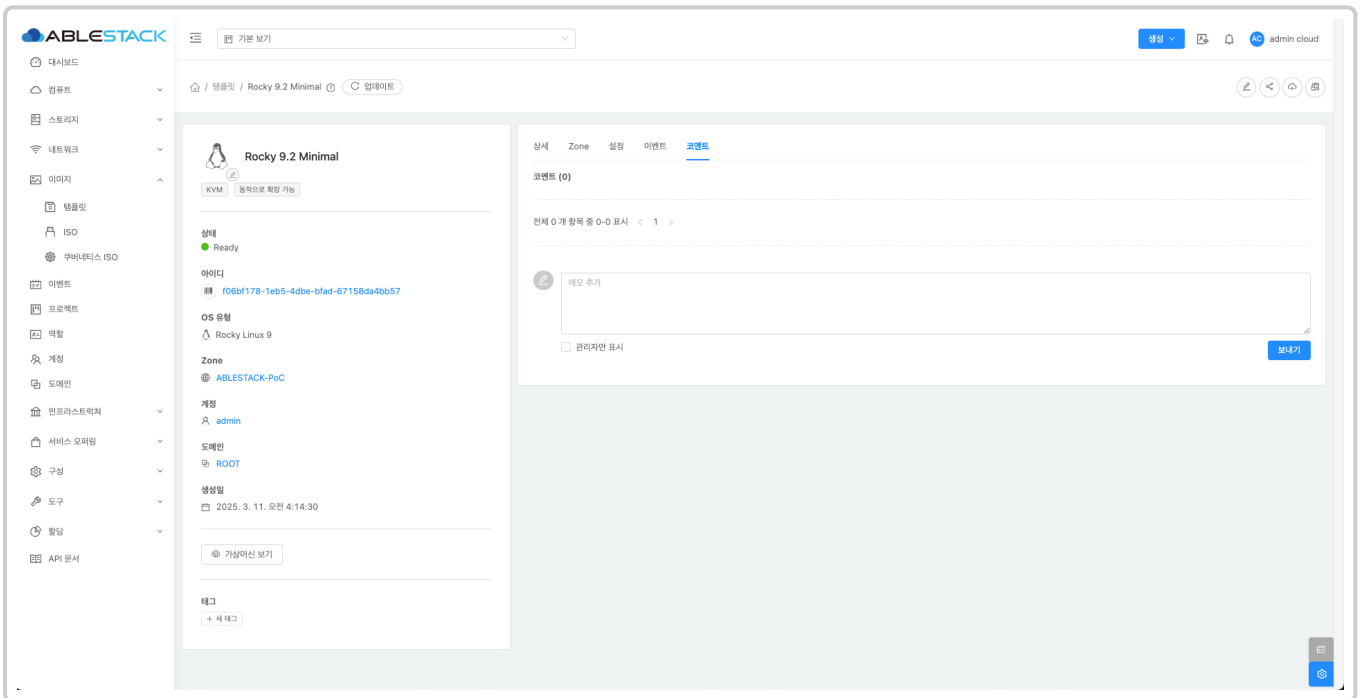 ABLESTACK
기본 보기
생성
AC
admin cloud
대시보드
컴퓨트
스토리지
네트워크
이미지
템플릿
ISO
쿠버네티스 ISO
이벤트
프로젝트
역할
계정
도메인
인프라스트럭쳐
서비스 오퍼링
구성
도구
할당
API 문서
/ 템플릿 / Rocky 9.2 Minimal
업데이트
Rocky 9.2 Minimal
KVM
동적으로 확장 가능
상태
Ready
아이디
f06bf178-1eb5-4dbe-bfad-67158da4bb57
OS 유형
Rocky Linux 9
Zone
ABLESTACK-PoC
계정
admin
도메인
ROOT
생성일
2025. 3. 11. 오전 4:14:30
가상머신 보기
태그
+ 새 태그
상세 Zone 설정 이벤트 코멘트
코멘트 (0)
전체 0 개 항목 중 0-0 표시 < 1 >
메모 추가
관리자만 표시
보내기